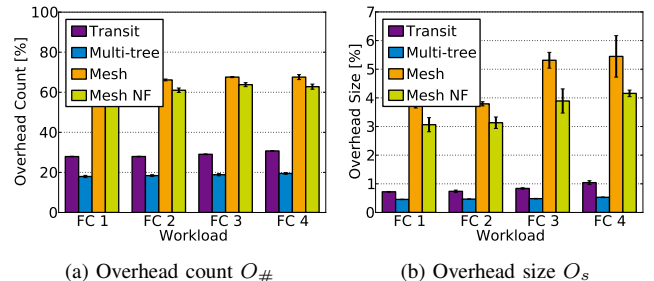 100
80
60
40
20
0
Overhead Count [%]
Transit
Multi-tree
Mesh
Mesh NF
FC 1 FC 2 FC 3 FC 4
Workload
(a) Overhead count O#
7
6
5
4
3
2
1
0
Overhead Size [%]
Transit
Multi-tree
Mesh
Mesh NF
FC 1 FC 2 FC 3 FC 4
Workload
(b) Overhead size Os